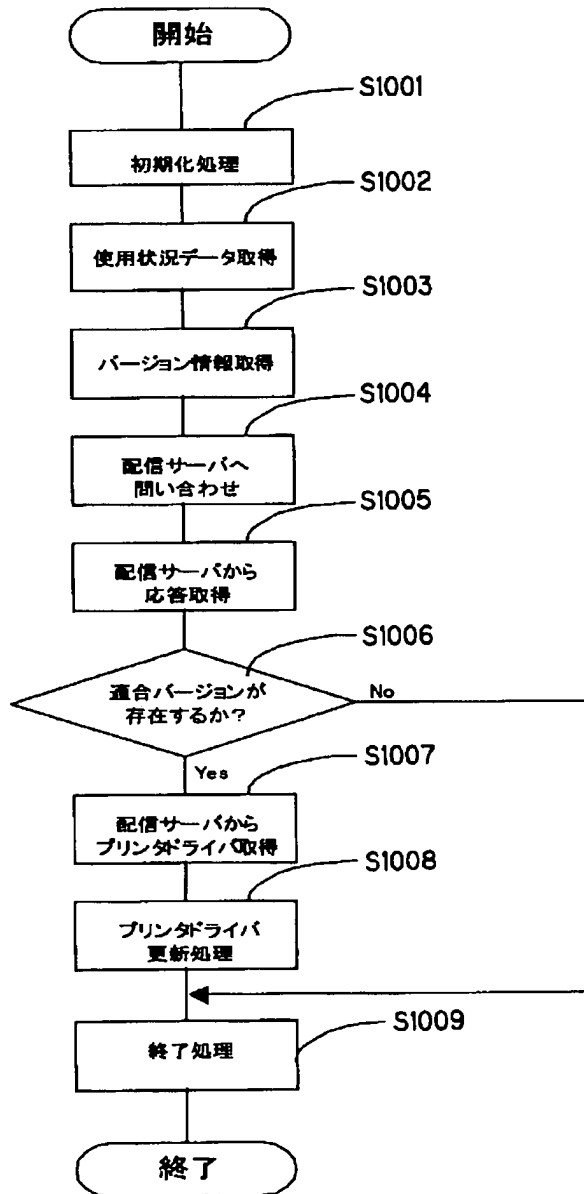 開始
S1001
初期化処理
S1002
使用状況データ取得
S1003
バージョン情報取得
S1004
配信サーバへ
問い合わせ
S1005
配信サーバから
応答取得
S1006
適合バージョンが
存在するか?
No
Yes
S1007
配信サーバから
プリンタドライバ取得
S1008
プリンタドライバ
更新処理
S1009
終了処理
終了